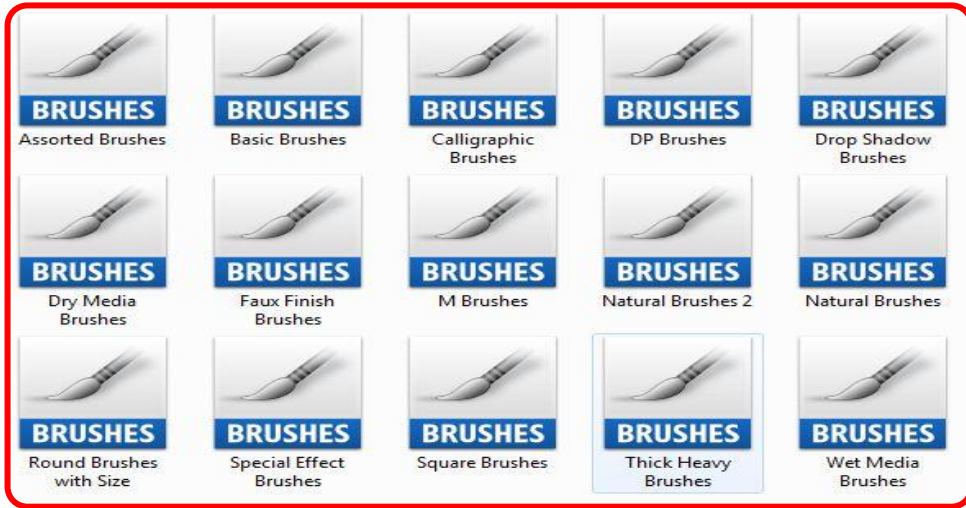 BRUSHES BRUSHES BRUSHES BRUSHES BRUSHES
Assorted Brushes Basic Brushes Calligraphic DP Brushes Drop Shadow
Brushes Brushes
BRUSHES BRUSHES BRUSHES BRUSHES BRUSHES
Dry Media Faux Finish M Brushes Natural Brushes 2 Natural Brushes
Brushes Brushes
BRUSHES BRUSHES BRUSHES BRUSHES BRUSHES
Round Brushes Special Effect Square Brushes Thick Heavy Wet Media
with Size Brushes Brushes Brushes